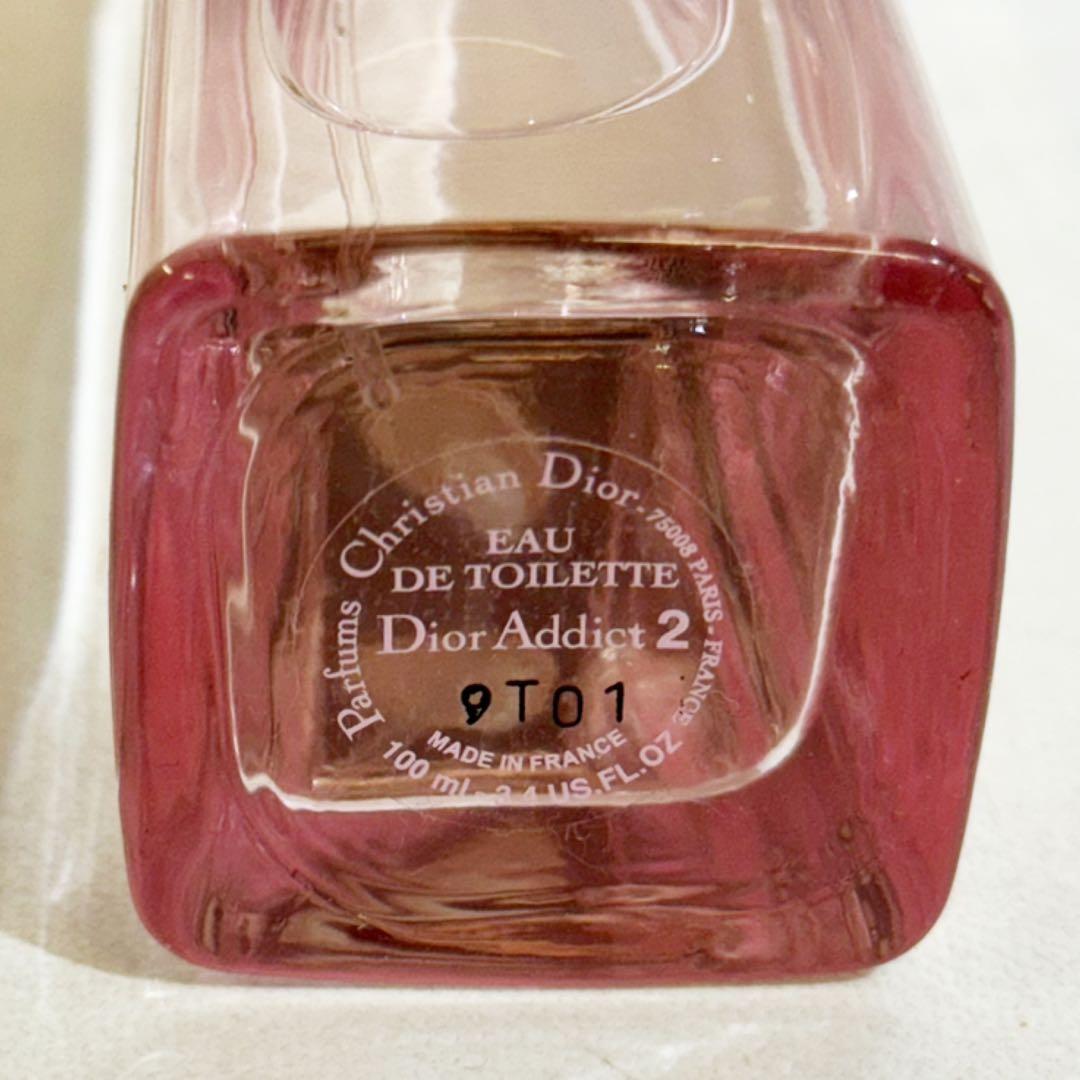 Parfums Christian Dior - 75008 PARIS - FRANCE
EAU
DE TOILETTE
Dior Addict 2
9T01
MADE IN FRANCE
100 ml - 3.4 US.FL.OZ